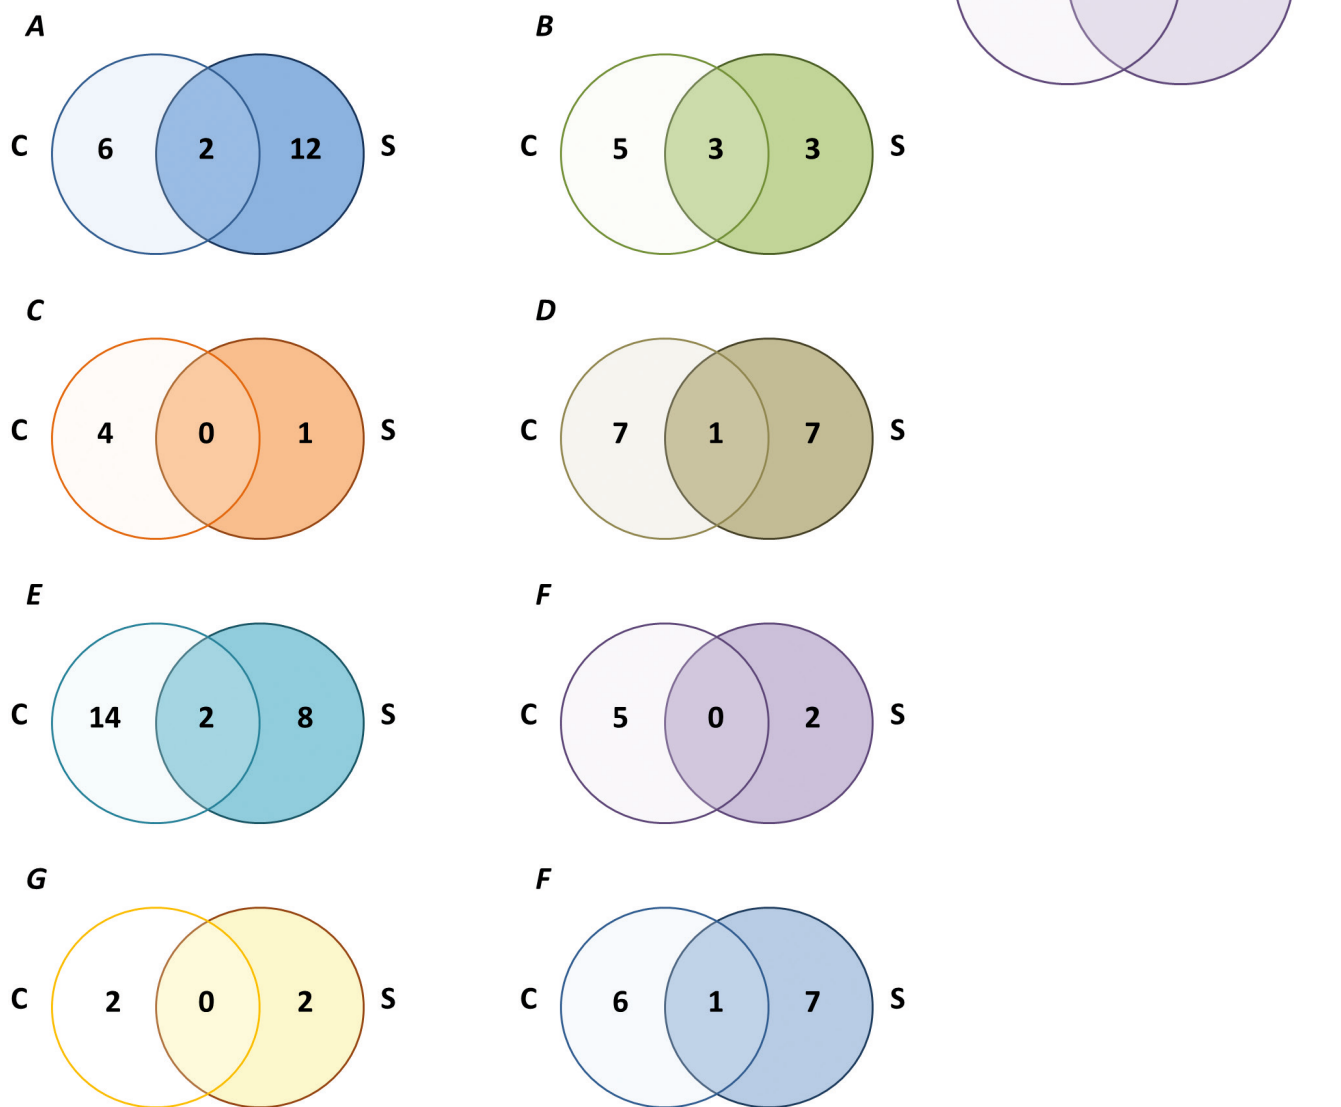 A B
C 6 2 12 S C 5 3 3 S
C D
C 4 0 1 S C 7 1 7 S
E F
C 14 2 8 S C 5 0 2 S
G F
C 2 0 2 S C 6 1 7 S